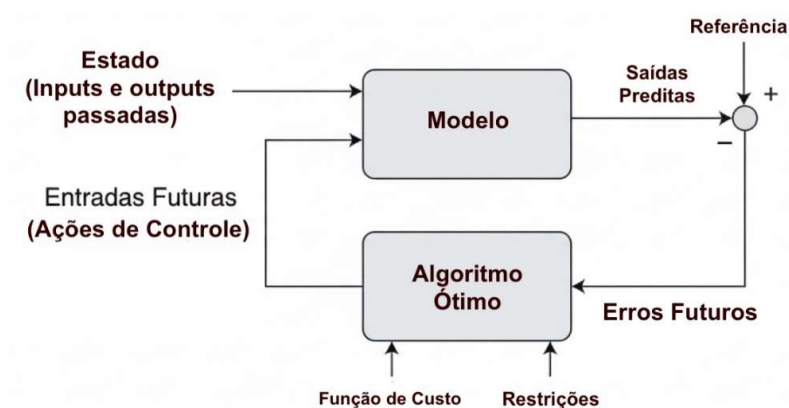 Referência
Estado
(Inputs e outputs
passadas)
Modelo
Saídas
Preditas
+
−
Entradas Futuras
(Ações de Controle)
Algoritmo
Ótimo
Erros Futuros
Função de Custo
Restrições